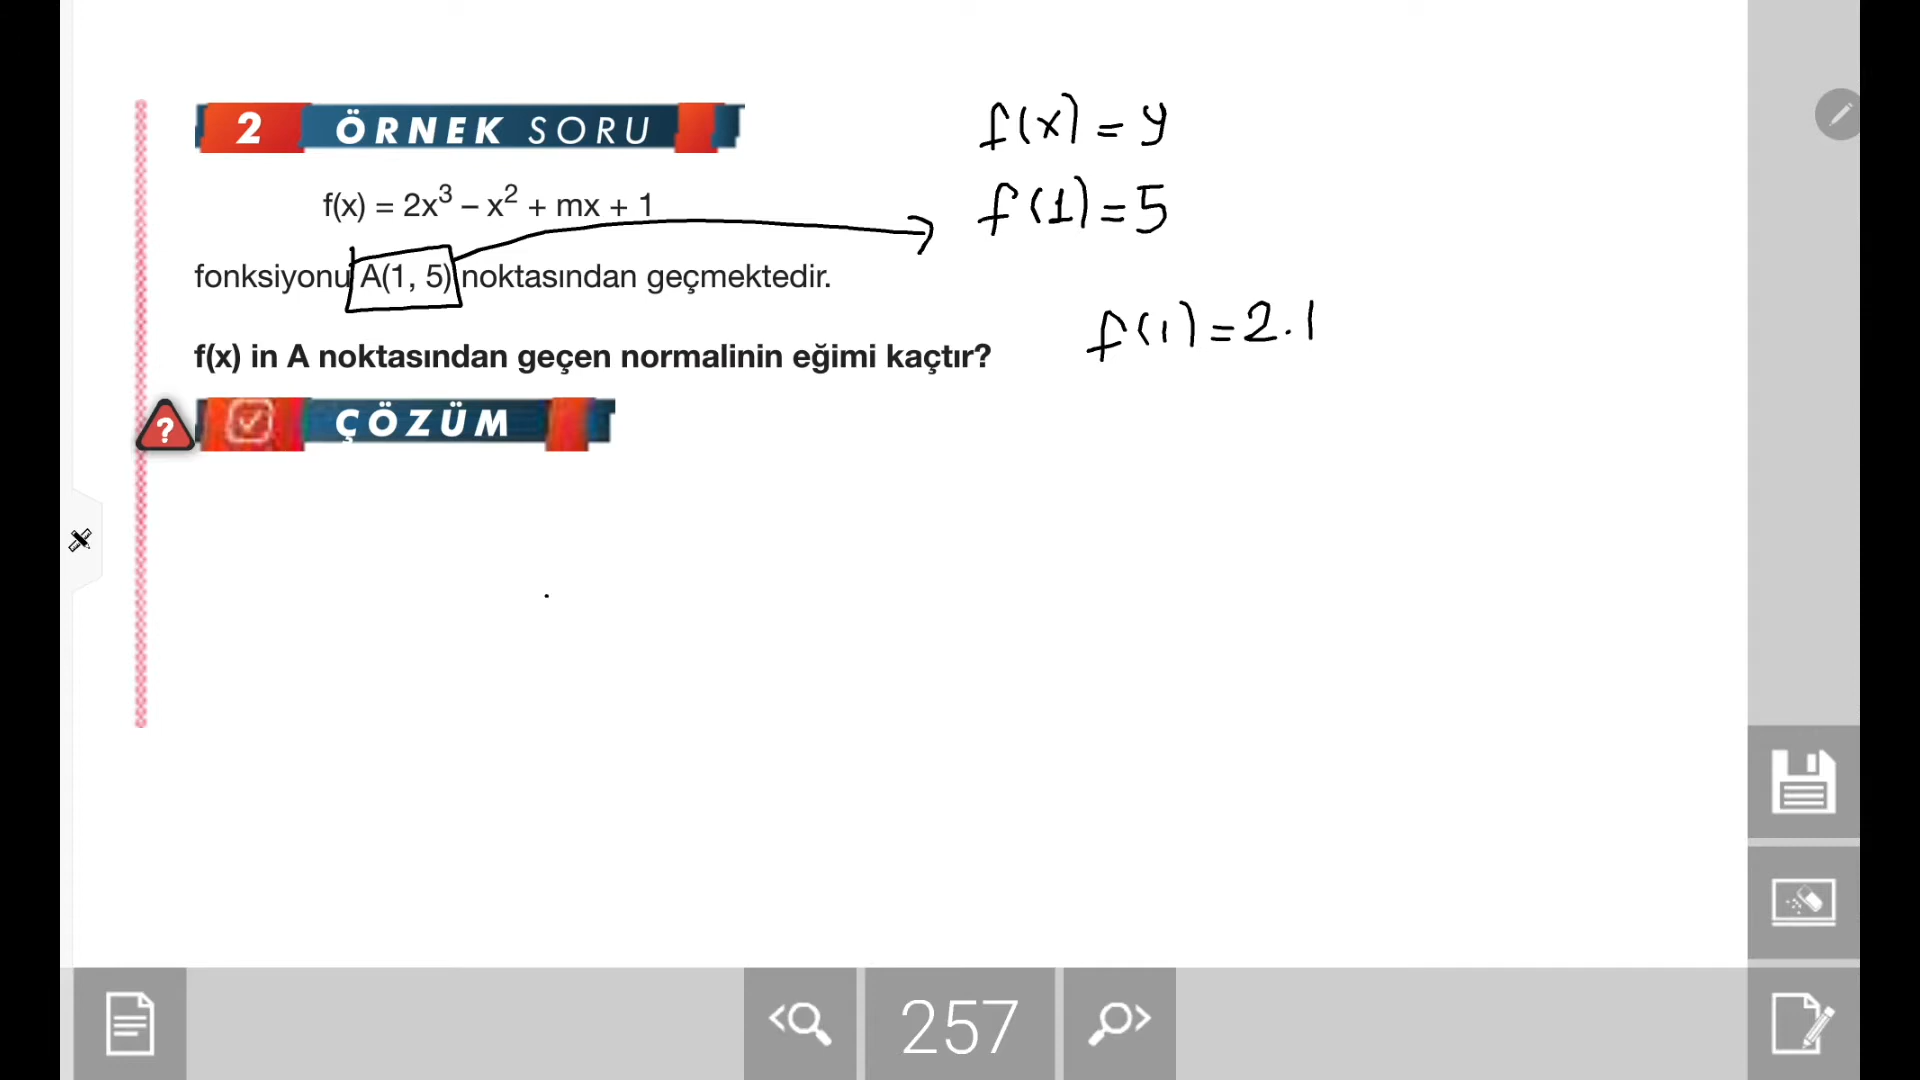 2 ÖRNEK SORU
f(x) = 2x³ – x² + mx + 1
fonksiyonu A(1, 5) noktasından geçmektedir.
f(x) in A noktasından geçen normalinin eğimi kaçtır?
? ÇÖZÜM
f(x) = y
f(1) = 5
f(1) = 2.1
257